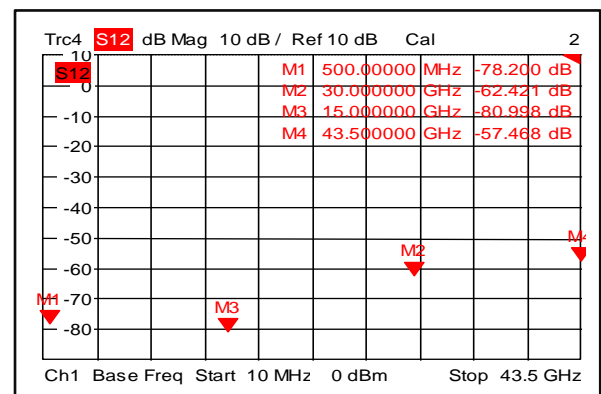 Trc4 S12 dB Mag 10 dB / Ref 10 dB Cal 2
10
S12 M1 500.00000 MHz -78.200 dB
0 M2 30.000000 GHz -62.421 dB
-10 M3 15.000000 GHz -80.998 dB
M4 43.500000 GHz -57.468 dB
-20
-30
-40
-50 M4
M2
-60
M1 -70
M3
-80
Ch1 Base Freq Start 10 MHz 0 dBm Stop 43.5 GHz